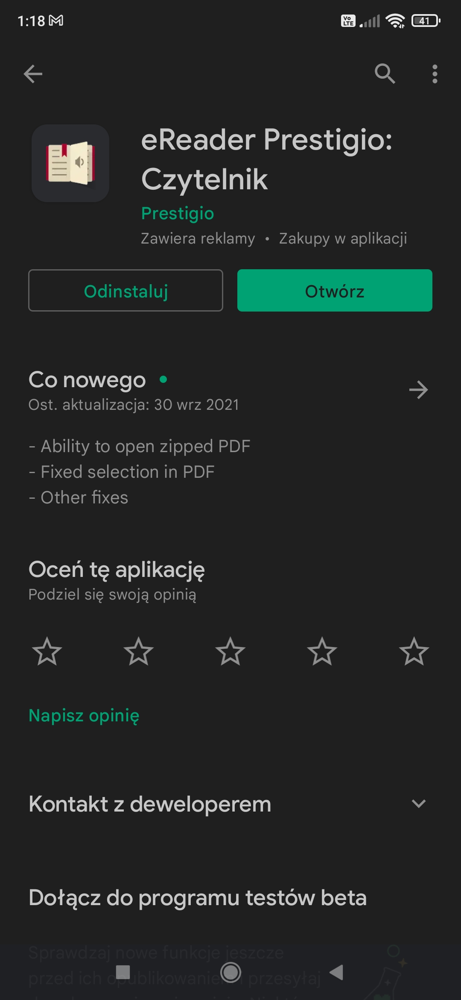 1:18
Vo
LTE
41
eReader Prestigio:
Czytelnik
Prestigio
Zawiera reklamy • Zakupy w aplikacji
Odinstaluj
Otwórz
Co nowego
Ost. aktualizacja: 30 wrz 2021
- Ability to open zipped PDF
- Fixed selection in PDF
- Other fixes
Oceń tę aplikację
Podziel się swoją opinią
Napisz opinię
Kontakt z deweloperem
Dołącz do programu testów beta
Sprawdzaj nowe funkcje jeszcze
przed ich opublikowaniem i przesyłaj